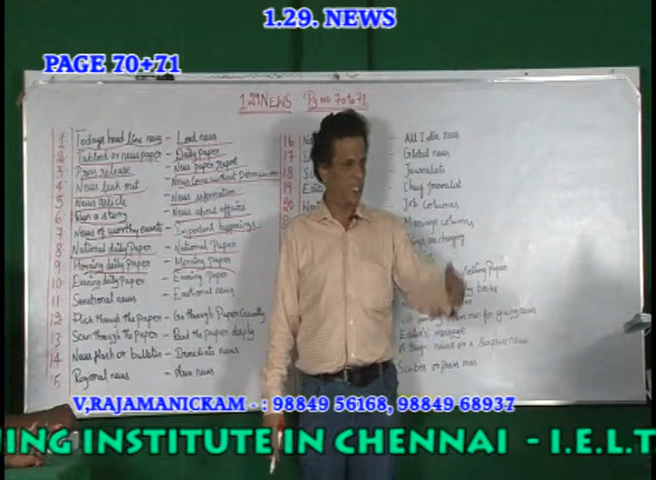 1.29. NEWS
PAGE 70+71
1.29 NEWS Pg NO 70 to 71
1 Todays head line news - Lead news
2 Tabloid or newspaper - Daily paper
3 Press release - News paper report
4 News leak out - News come without permission
5 News article - News information
6 Run a story - News about affairs
7 News of worthy events - Important happenings
8 National daily Paper - National Paper
9 Morning daily Paper - Morning paper
10 Evening daily Paper - Evening Paper
11 news - Emotional news
12 Flick through the paper - Go through Paper Casually
13 Scan through the paper - Read the paper deeply
14 News flash or bulletin - Immediate news
15 Regional news - Area news
16 - All India news
17 - Global news
18 - Journalists
19 - Chief Journalist
20 - Job Columns
- Marriage columns
selling Paper
news
Editor's message
news or a Surprise news
V,RAJAMANICKAM - : 98849 56168, 98849 68937
NING INSTITUTE IN CHENNAI - I.E.L.T